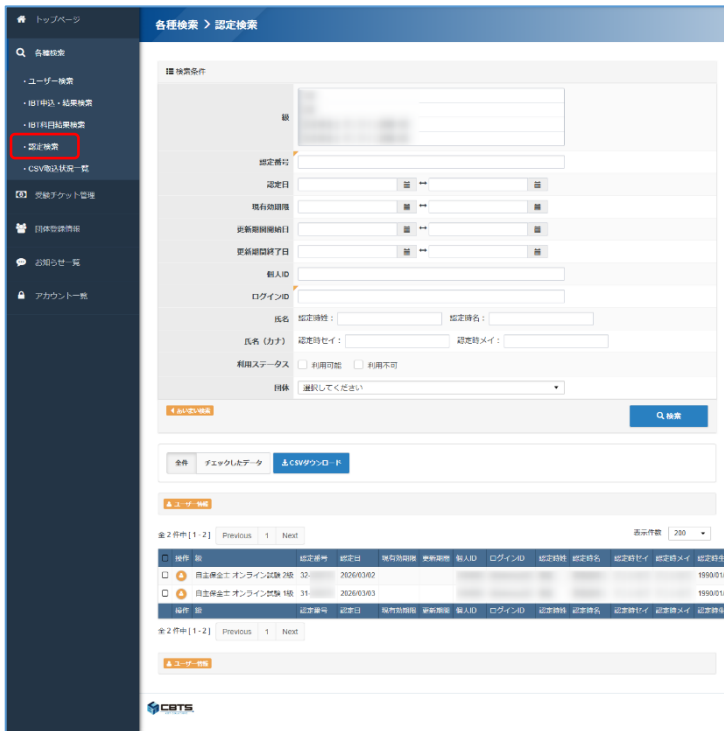 トップページ
各種検索
・ユーザー検索
・IBT申込・結果検索
・IBT科目結果検索
・認定検索
・CSV取込状況一覧
受験チケット管理
団体登録情報
お知らせ一覧
アカウント一覧
各種検索 > 認定検索
検索条件
級
認定番号
認定日 ↔
現有効期限 ↔
更新期間開始日 ↔
更新期間終了日 ↔
個人ID
ログインID
氏名 認定時姓： 認定時名：
氏名（カナ） 認定時セイ： 認定時メイ：
利用ステータス 利用可能 利用不可
団体 選択してください
あいまい検索
検索
全件 チェックしたデータ CSVダウンロード
ユーザー情報
全 2 件中 [ 1 - 2 ] Previous 1 Next 表示件数 200
操作 級 認定番号 認定日 現有効期限 更新期間 個人ID ログインID 認定時姓 認定時名 認定時セイ 認定時メイ 認定時生
自主保全士 オンライン試験 2級 32- 2026/03/02 1990/01/
自主保全士 オンライン試験 1級 31- 2026/03/03 1990/01/
操作 級 認定番号 認定日 現有効期限 更新期間 個人ID ログインID 認定時姓 認定時名 認定時セイ 認定時メイ 認定時生
全 2 件中 [ 1 - 2 ] Previous 1 Next
ユーザー情報
CBTS